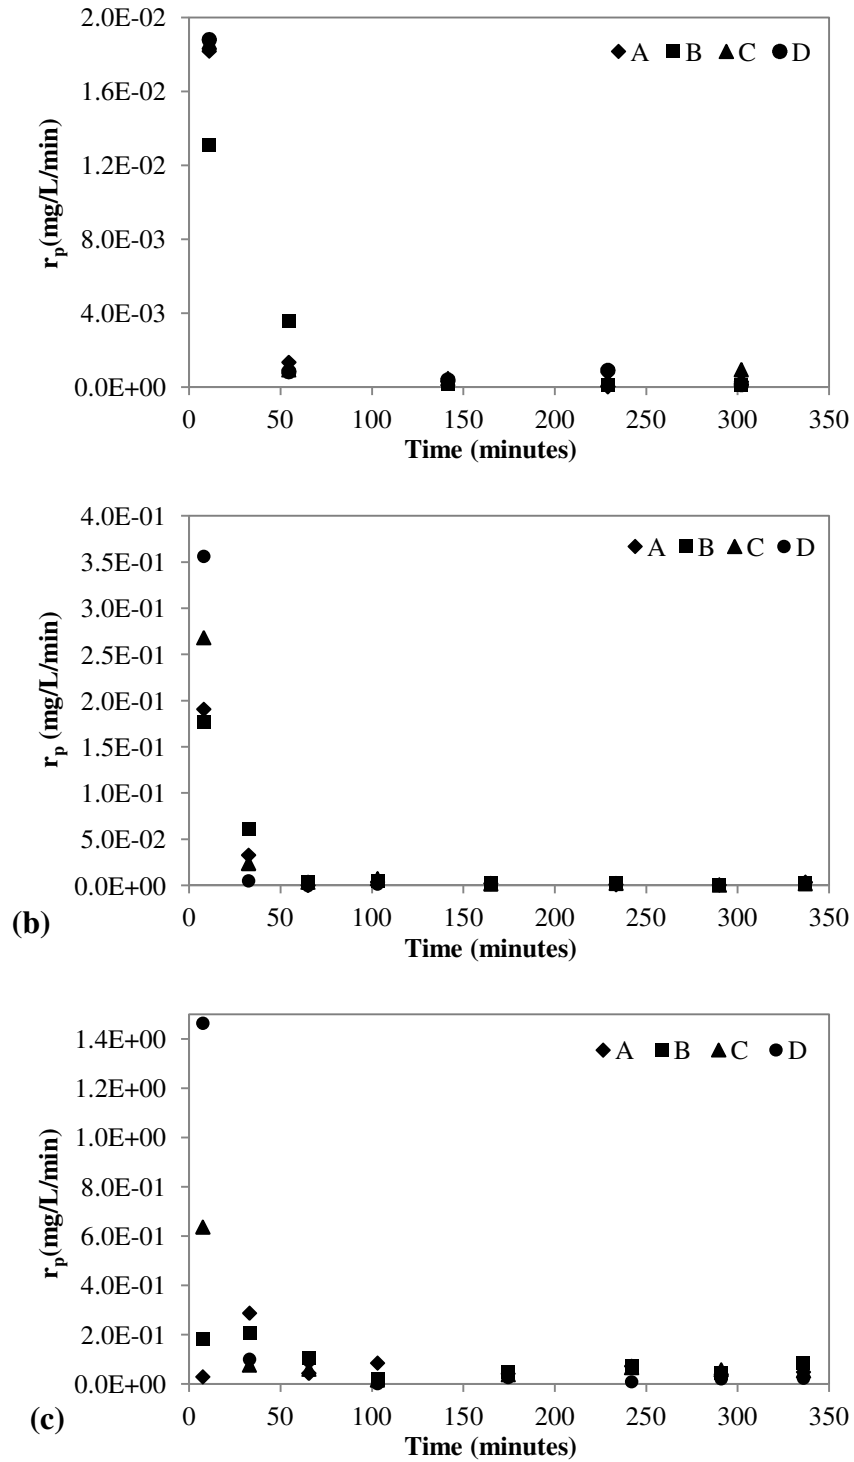 2.0E-02
1.6E-02
1.2E-02
8.0E-03
4.0E-03
0.0E+00
r_p(mg/L/min)
A B C D
0 50 100 150 200 250 300 350
Time (minutes)
4.0E-01
3.5E-01
3.0E-01
2.5E-01
2.0E-01
1.5E-01
1.0E-01
5.0E-02
0.0E+00
r_p (mg/L/min)
A B C D
0 50 100 150 200 250 300 350
(b)
Time (minutes)
1.4E+00
1.2E+00
1.0E+00
8.0E-01
6.0E-01
4.0E-01
2.0E-01
0.0E+00
r_p(mg/L/min)
A B C D
0 50 100 150 200 250 300 350
(c)
Time (minutes)